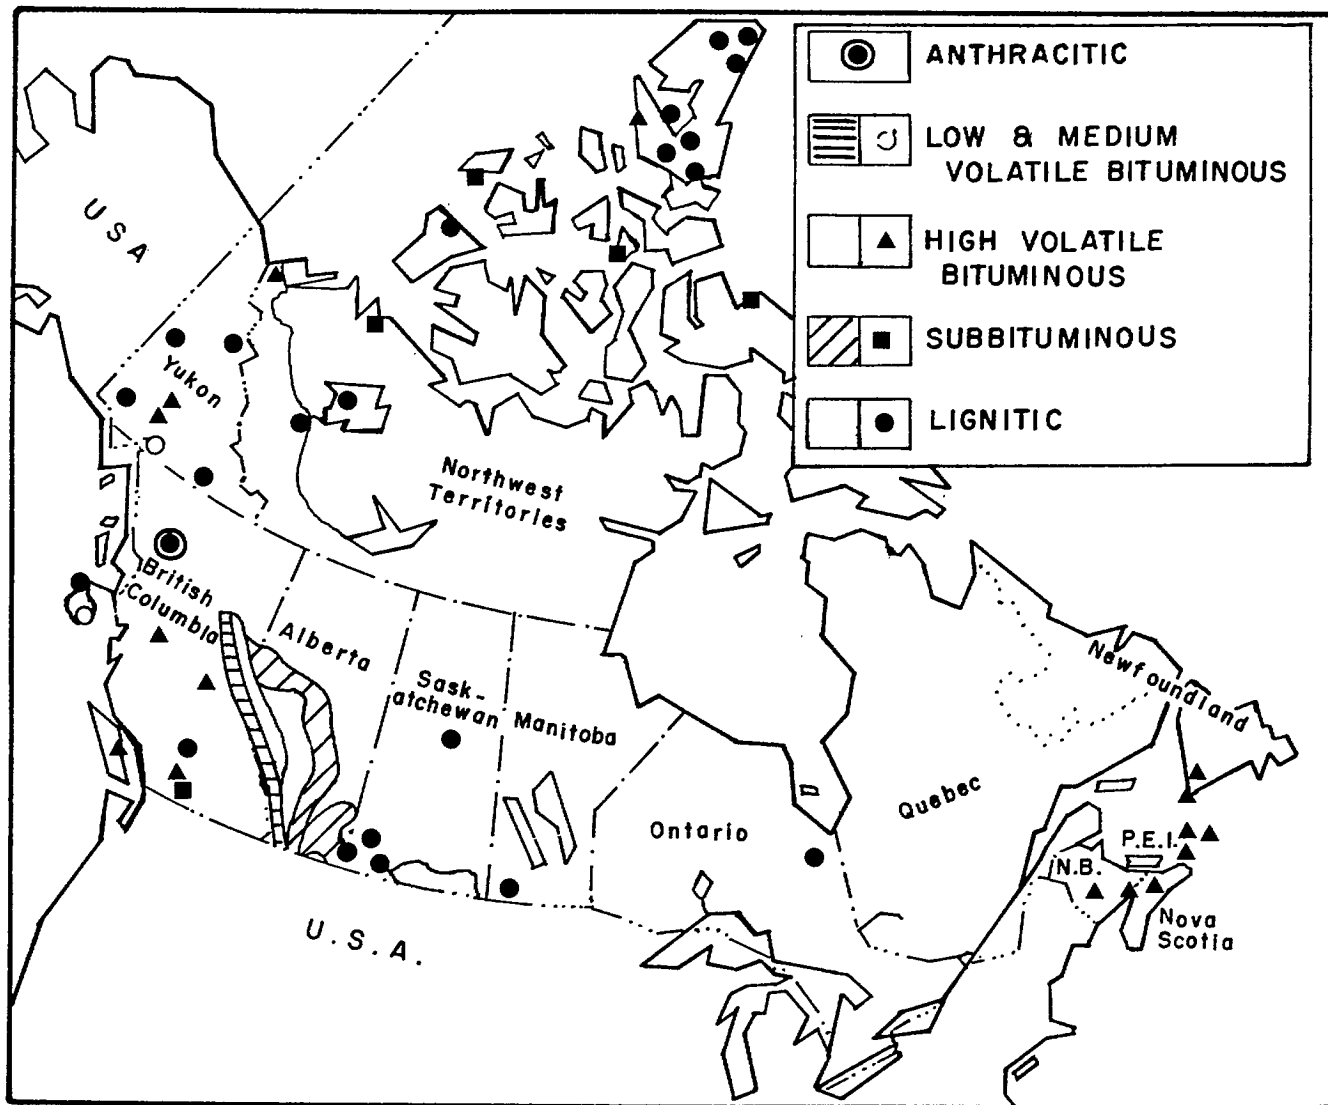 ANTHRACITIC
LOW & MEDIUM
VOLATILE BITUMINOUS
HIGH VOLATILE
BITUMINOUS
SUBBITUMINOUS
LIGNITIC
USA
Yukon
Northwest
Territories
British
Columbia
Alberta
Sask-
atchewan
Manitoba
Ontario
Quebec
Newfoundland
P.E.I.
N.B.
Nova
Scotia
U.S.A.